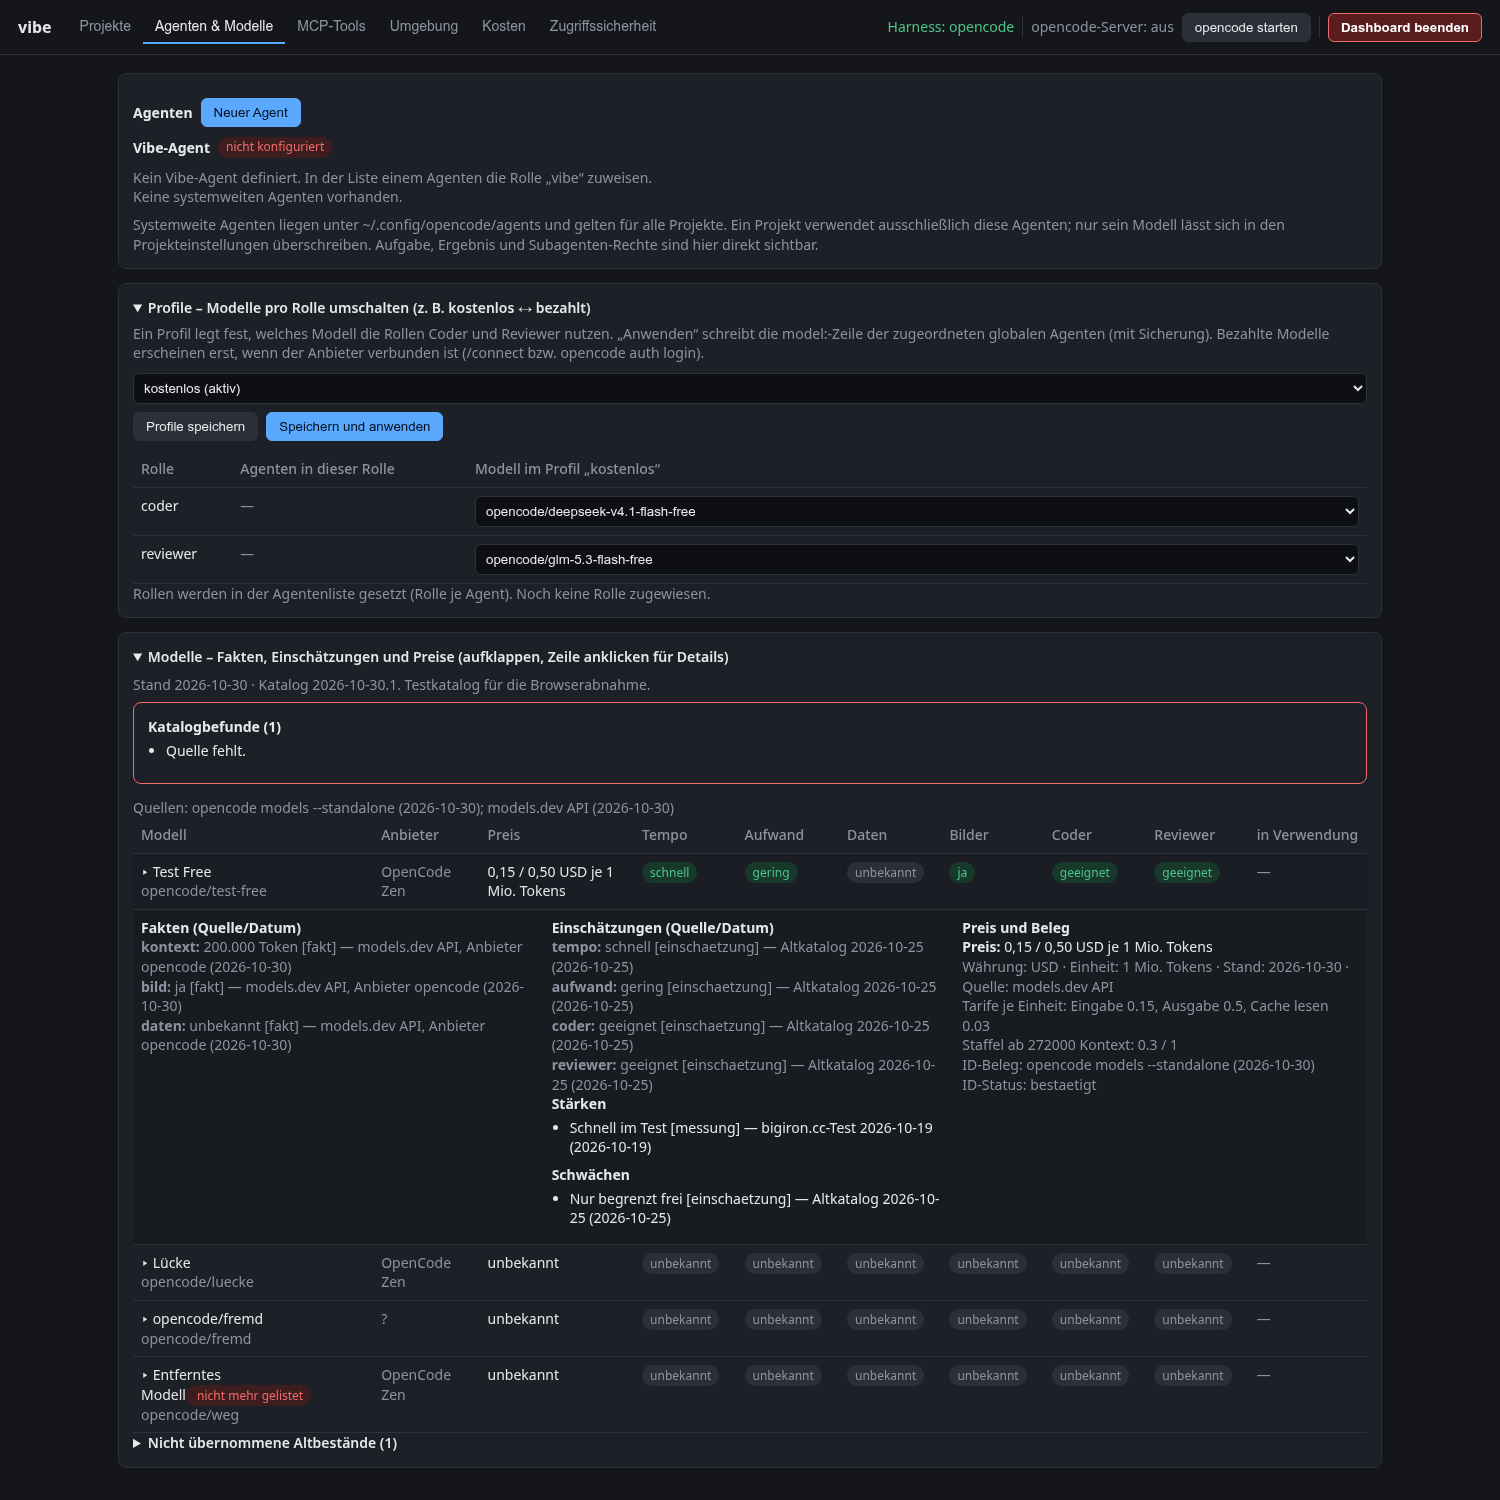 vibe Projekte Agenten & Modelle MCP-Tools Umgebung Kosten Zugriffssicherheit Harness: opencode opencode-Server: aus opencode starten Dashboard beenden
Agenten Neuer Agent
Vibe-Agent nicht konfiguriert
Kein Vibe-Agent definiert. In der Liste einem Agenten die Rolle „vibe“ zuweisen.
Keine systemweiten Agenten vorhanden.
Systemweite Agenten liegen unter ~/.config/opencode/agents und gelten für alle Projekte. Ein Projekt verwendet ausschließlich diese Agenten; nur sein Modell lässt sich in den
Projekteinstellungen überschreiben. Aufgabe, Ergebnis und Subagenten-Rechte sind hier direkt sichtbar.
▼ Profile – Modelle pro Rolle umschalten (z. B. kostenlos ↔ bezahlt)
Ein Profil legt fest, welches Modell die Rollen Coder und Reviewer nutzen. „Anwenden“ schreibt die model:-Zeile der zugeordneten globalen Agenten (mit Sicherung). Bezahlte Modelle
erscheinen erst, wenn der Anbieter verbunden ist (/connect bzw. opencode auth login).
kostenlos (aktiv)
Profile speichern Speichern und anwenden
Rolle Agenten in dieser Rolle Modell im Profil „kostenlos“
coder — opencode/deepseek-v4.1-flash-free
reviewer — opencode/glm-5.3-flash-free
Rollen werden in der Agentenliste gesetzt (Rolle je Agent). Noch keine Rolle zugewiesen.
▼ Modelle – Fakten, Einschätzungen und Preise (aufklappen, Zeile anklicken für Details)
Stand 2026-10-30 · Katalog 2026-10-30.1. Testkatalog für die Browserabnahme.
Katalogbefunde (1)
• Quelle fehlt.
Quellen: opencode models --standalone (2026-10-30); models.dev API (2026-10-30)
Modell Anbieter Preis Tempo Aufwand Daten Bilder Coder Reviewer in Verwendung
‣ Test Free OpenCode 0,15 / 0,50 USD je 1 schnell gering unbekannt ja geeignet geeignet —
opencode/test-free Zen Mio. Tokens
Fakten (Quelle/Datum)
kontext: 200.000 Token [fakt] — models.dev API, Anbieter
opencode (2026-10-30)
bild: ja [fakt] — models.dev API, Anbieter opencode (2026-
10-30)
daten: unbekannt [fakt] — models.dev API, Anbieter
opencode (2026-10-30)
Einschätzungen (Quelle/Datum)
tempo: schnell [einschaetzung] — Altkatalog 2026-10-25
(2026-10-25)
aufwand: gering [einschaetzung] — Altkatalog 2026-10-25
(2026-10-25)
coder: geeignet [einschaetzung] — Altkatalog 2026-10-25
(2026-10-25)
reviewer: geeignet [einschaetzung] — Altkatalog 2026-10-
25 (2026-10-25)
Stärken
• Schnell im Test [messung] — bigiron.cc-Test 2026-10-19
(2026-10-19)
Schwächen
• Nur begrenzt frei [einschaetzung] — Altkatalog 2026-10-
25 (2026-10-25)
Preis und Beleg
Preis: 0,15 / 0,50 USD je 1 Mio. Tokens
Währung: USD · Einheit: 1 Mio. Tokens · Stand: 2026-10-30 ·
Quelle: models.dev API
Tarife je Einheit: Eingabe 0.15, Ausgabe 0.5, Cache lesen
0.03
Staffel ab 272000 Kontext: 0.3 / 1
ID-Beleg: opencode models --standalone (2026-10-30)
ID-Status: bestaetigt
‣ Lücke OpenCode unbekannt unbekannt unbekannt unbekannt unbekannt unbekannt unbekannt —
opencode/luecke Zen
‣ opencode/fremd ? unbekannt unbekannt unbekannt unbekannt unbekannt unbekannt unbekannt —
opencode/fremd
‣ Entferntes OpenCode unbekannt unbekannt unbekannt unbekannt unbekannt unbekannt unbekannt —
Modell nicht mehr gelistet Zen
opencode/weg
▶ Nicht übernommene Altbestände (1)